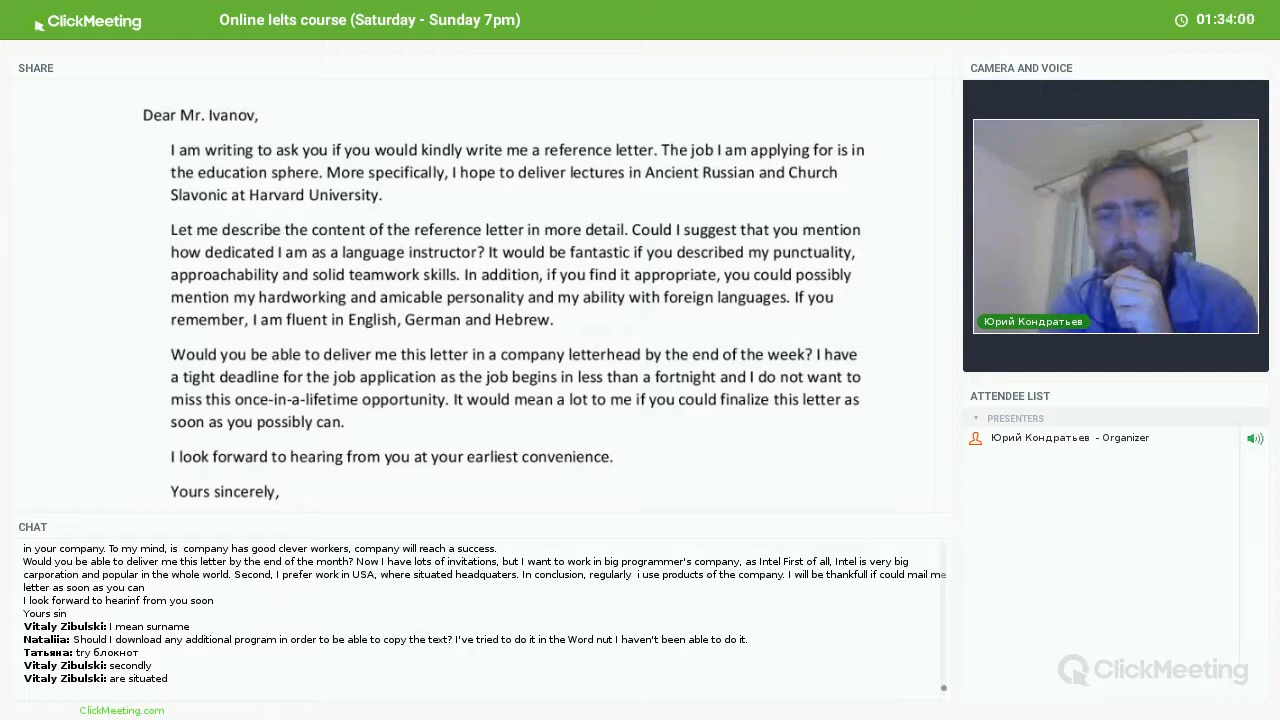 ClickMeeting
Online Ielts course (Saturday - Sunday 7pm)
01:34:00
SHARE
Dear Mr. Ivanov,
I am writing to ask you if you would kindly write me a reference letter. The job I am applying for is in
the education sphere. More specifically, I hope to deliver lectures in Ancient Russian and Church
Slavonic at Harvard University.
Let me describe the content of the reference letter in more detail. Could I suggest that you mention
how dedicated I am as a language instructor? It would be fantastic if you described my punctuality,
approachability and solid teamwork skills. In addition, if you find it appropriate, you could possibly
mention my hardworking and amicable personality and my ability with foreign languages. If you
remember, I am fluent in English, German and Hebrew.
Would you be able to deliver me this letter in a company letterhead by the end of the week? I have
a tight deadline for the job application as the job begins in less than a fortnight and I do not want to
miss this once-in-a-lifetime opportunity. It would mean a lot to me if you could finalize this letter as
soon as you possibly can.
I look forward to hearing from you at your earliest convenience.
Yours sincerely,
CHAT
in your company. To my mind, is company has good clever workers, company will reach a success.
Would you be able to deliver me this letter by the end of the month? Now I have lots of invitations, but I want to work in big programmer's company, as Intel First of all, Intel is very big
carporation and popular in the whole world. Second, I prefer work in USA, where situated headquaters. In conclusion, regularly i use products of the company. I will be thankfull if could mail me
letter as soon as you can
I look forward to hearinf from you soon
Yours sin
Vitaly Zibulski: I mean surname
Nataliia: Should I download any additional program in order to be able to copy the text? I've tried to do it in the Word nut I haven't been able to do it.
Татьяна: try блокнот
Vitaly Zibulski: secondly
Vitaly Zibulski: are situated
ClickMeeting.com
CAMERA AND VOICE
Юрий Кондратьев
ATTENDEE LIST
PRESENTERS
Юрий Кондратьев - Organizer
ClickMeeting